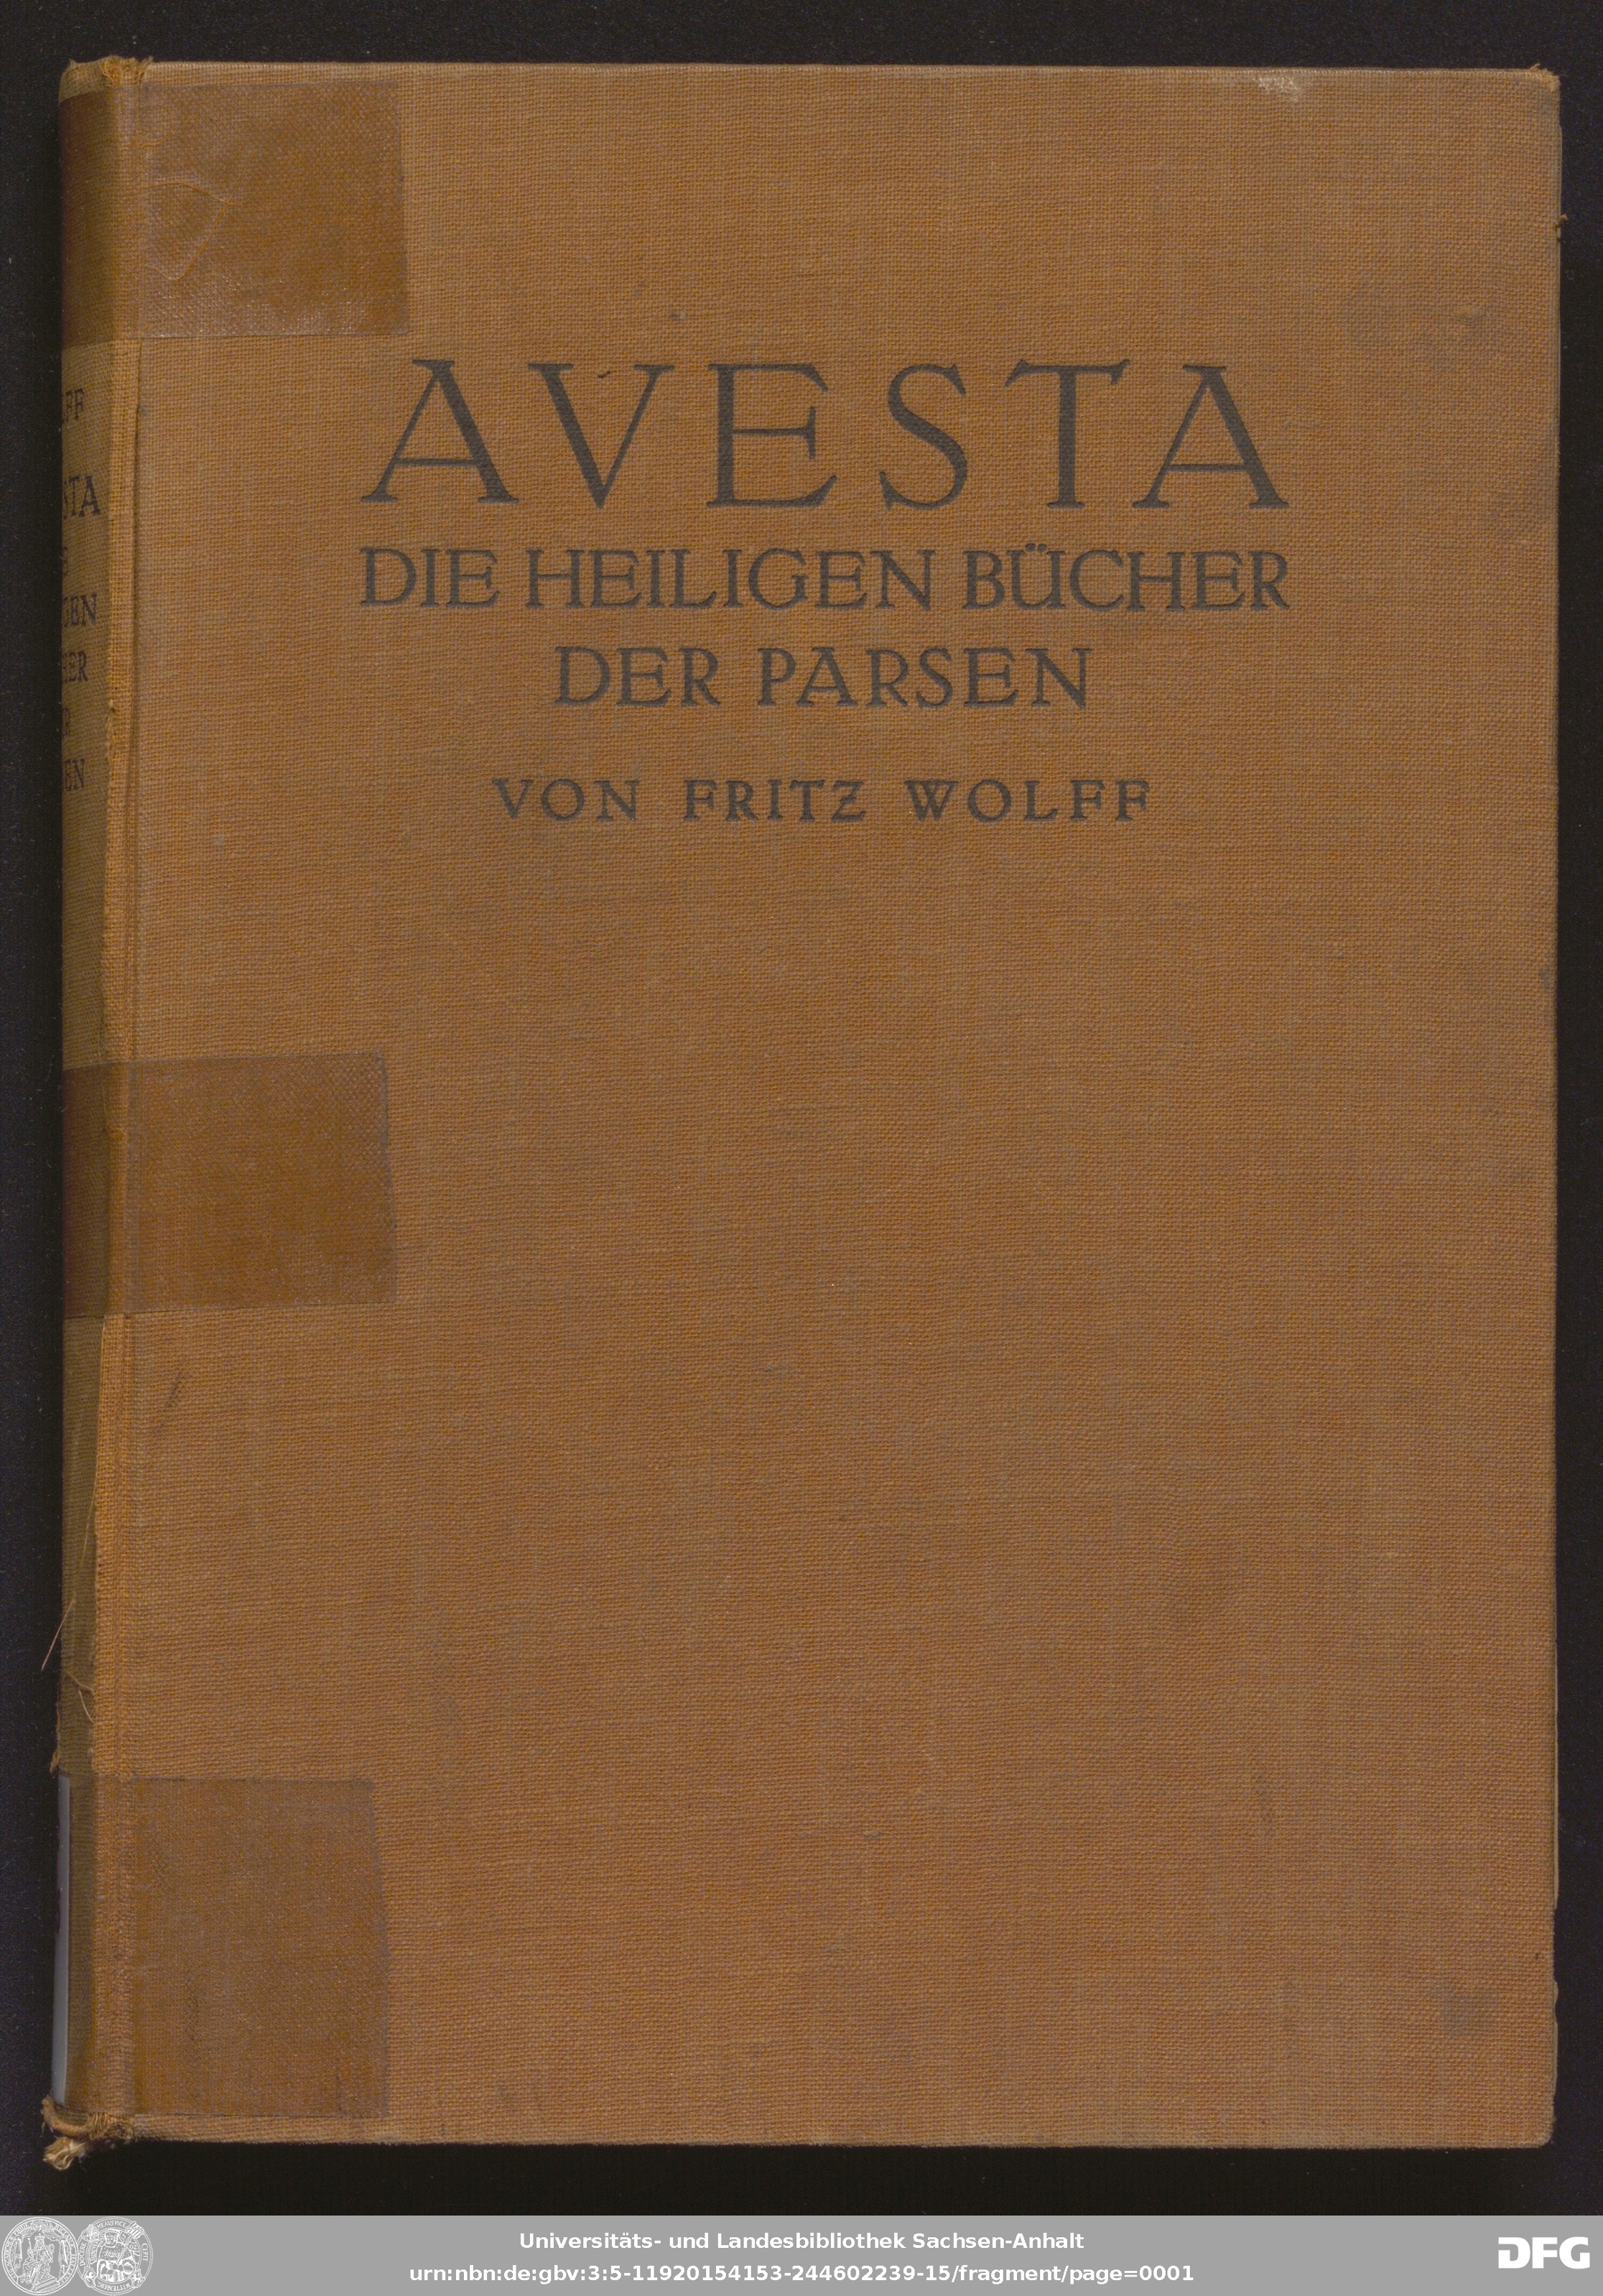 AVESTA
DIE HEILIGEN BÜCHER
DER PARSEN
VON FRITZ WOLFF
Universitäts- und Landesbibliothek Sachsen-Anhalt
urn:nbn:de:gbv:3:5-11920154153-244602239-15/fragment/page=0001
DFG